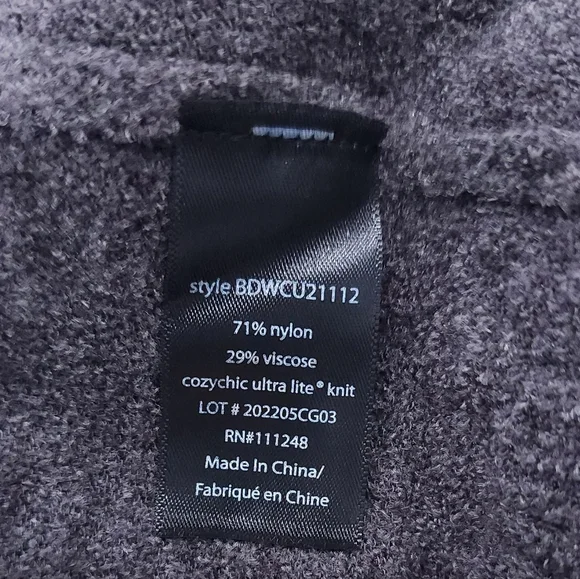 style BDWCU21112
71% nylon
29% viscose
cozychic ultra lite® knit
LOT # 202205CG03
RN#111248
Made In China/
Fabriqué en Chine